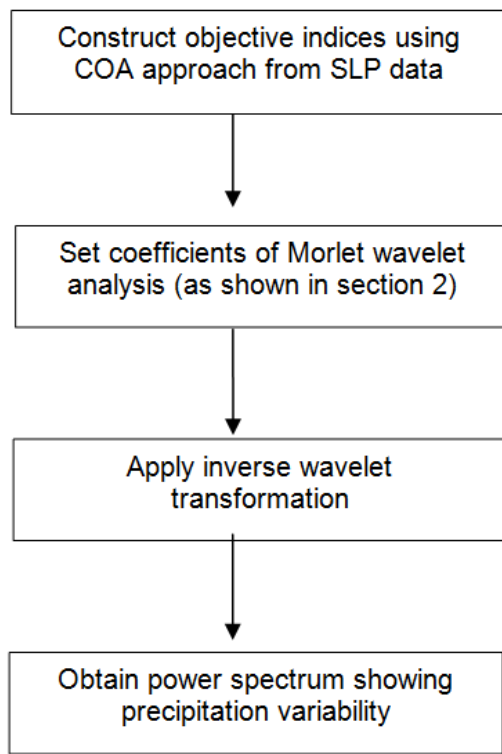 Construct objective indices using
COA approach from SLP data
Set coefficients of Morlet wavelet
analysis (as shown in section 2)
Apply inverse wavelet
transformation
Obtain power spectrum showing
precipitation variability